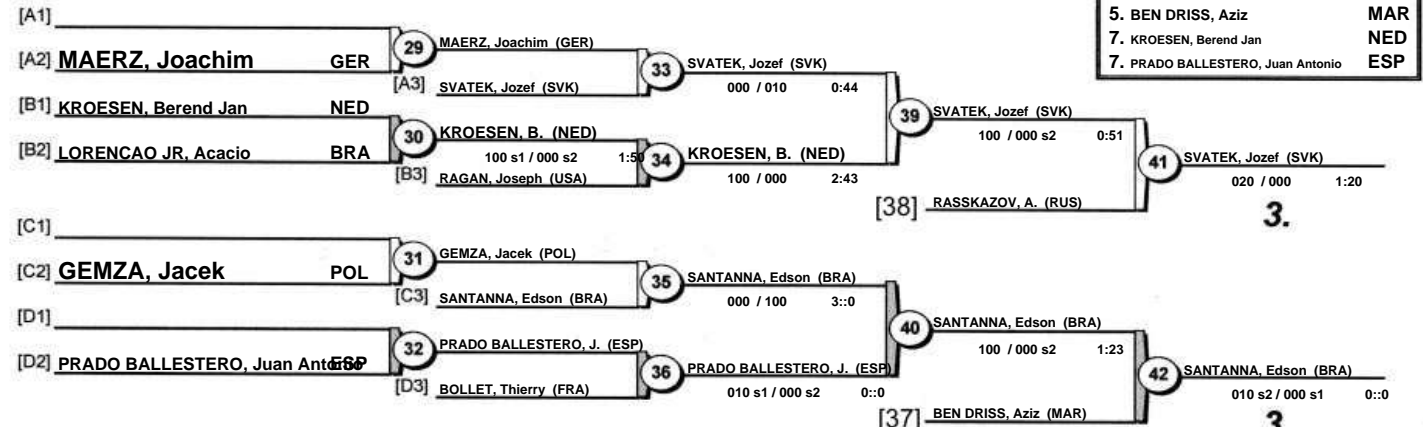 5. BEN DRISS, Aziz MAR
7. KROESEN, Berend Jan NED
7. PRADO BALLESTERO, Juan Antonio ESP
[A1]
[A2] MAERZ, Joachim GER
29
MAERZ, Joachim (GER)
[A3] SVATEK, Jozef (SVK)
33
SVATEK, Jozef (SVK)
000 / 010 0:44
[B1] KROESEN, Berend Jan NED
[B2] LORENCAO JR, Acacio BRA
30
KROESEN, B. (NED)
100 s1 / 000 s2 1:50
[B3] RAGAN, Joseph (USA)
34
KROESEN, B. (NED)
100 / 000 2:43
39
SVATEK, Jozef (SVK)
100 / 000 s2 0:51
[38] RASSKAZOV, A. (RUS)
41
SVATEK, Jozef (SVK)
020 / 000 1:20
3.
[C1]
[C2] GEMZA, Jacek POL
31
GEMZA, Jacek (POL)
[C3] SANTANNA, Edson (BRA)
35
SANTANNA, Edson (BRA)
000 / 100 3::0
[D1]
[D2] PRADO BALLESTERO, Juan Antonio ESP
32
PRADO BALLESTERO, J. (ESP)
[D3] BOLLET, Thierry (FRA)
36
PRADO BALLESTERO, J. (ESP)
010 s1 / 000 s2 0::0
40
SANTANNA, Edson (BRA)
100 / 000 s2 1:23
[37] BEN DRISS, Aziz (MAR)
42
SANTANNA, Edson (BRA)
010 s2 / 000 s1 0::0
3.